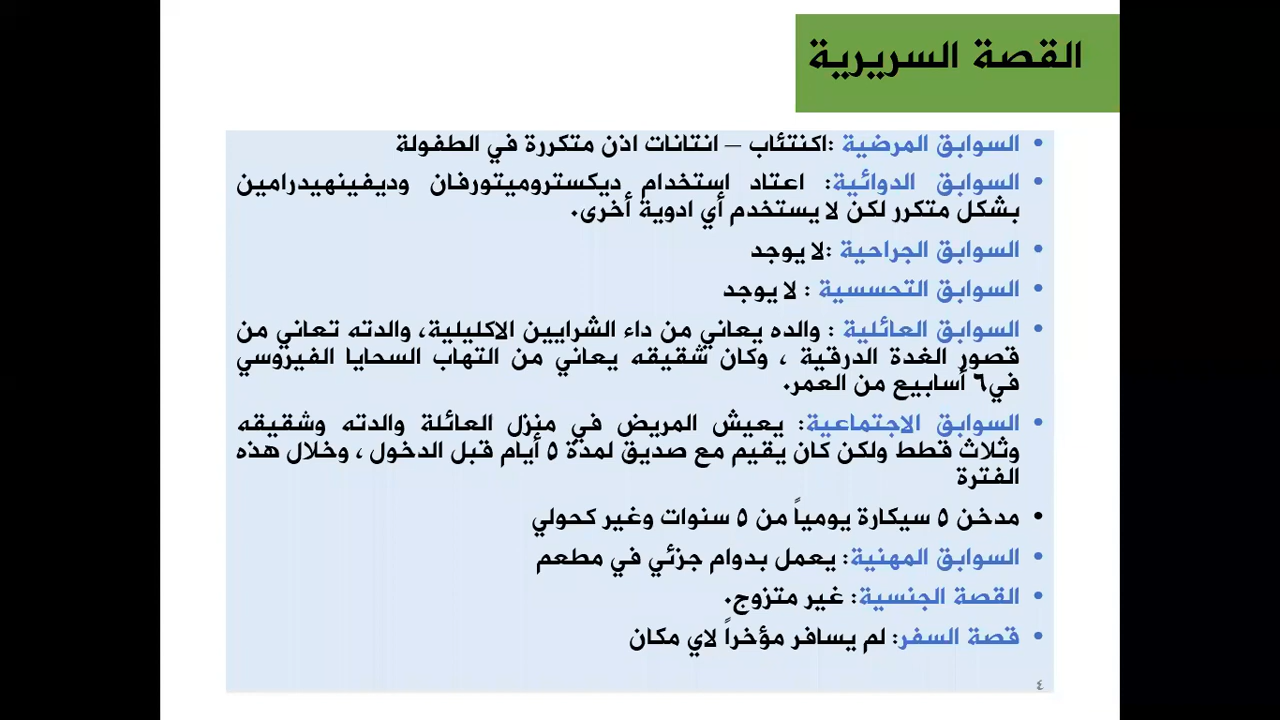 القصة السريرية
• السوابق المرضية :اكنتئاب – انتانات اذن متكررة في الطفولة
• السوابق الدوائية: اعتاد استخدام ديكستروميتورفان وديفينهيدرامين
بشكل متكرر لكن لا يستخدم أي ادوية أخرى.
• السوابق الجراحية :لا يوجد
• السوابق التحسسية : لا يوجد
• السوابق العائلية : والده يعاني من داء الشرايين الاكليلية، والدته تعاني من
قصور الغدة الدرقية ، وكان شقيقه يعاني من التهاب السحايا الفيروسي
في٦ أسابيع من العمر.
• السوابق الاجتماعية: يعيش المريض في منزل العائلة والدته وشقيقه
وثلاث قطط ولكن كان يقيم مع صديق لمدة ٥ أيام قبل الدخول ، وخلال هذه
الفترة
• مدخن ٥ سيكارة يومياً من ٥ سنوات وغير كحولي
• السوابق المهنية: يعمل بدوام جزئي في مطعم
• القصة الجنسية: غير متزوج.
• قصة السفر: لم يسافر مؤخراً لاي مكان
٤